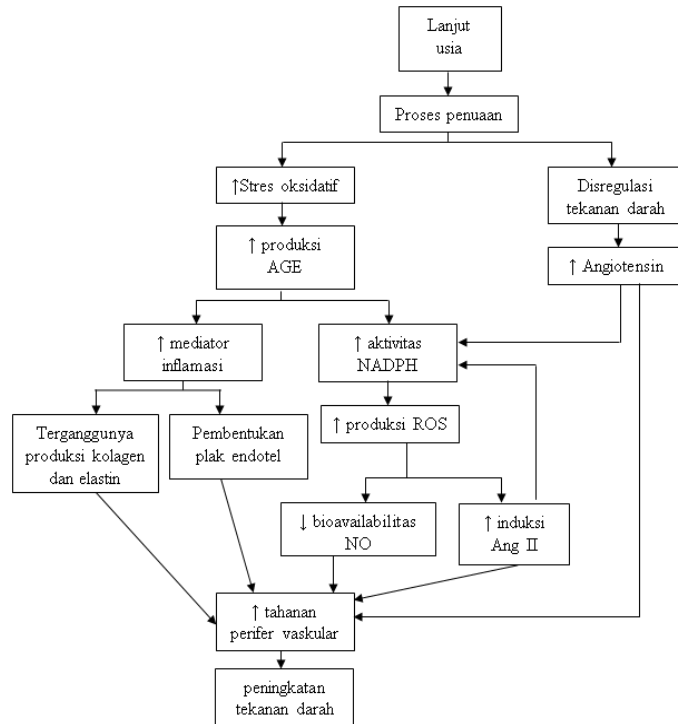 Lanjut
usia
Proses penuaan
↑Stres oksidatif
Disregulasi
tekanan darah
↑ produksi
AGE
↑ Angiotensin
↑ mediator
inflamasi
↑ aktivitas
NADPH
Terganggunya
produksi kolagen
dan elastin
Pembentukan
plak endotel
↑ produksi ROS
↓ bioavailabilitas
NO
↑ induksi
Ang II
↑ tahanan
perifer vaskular
peningkatan
tekanan darah